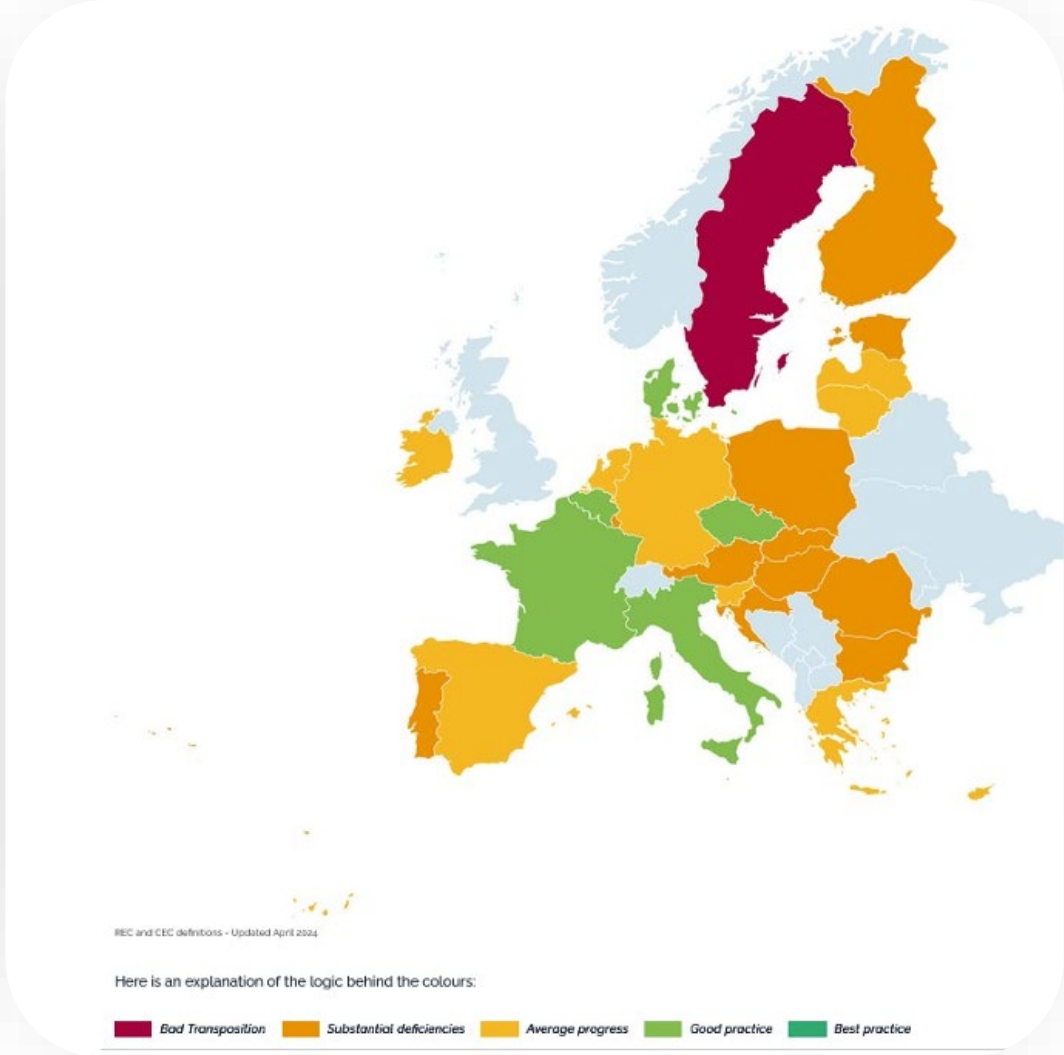 REC and CEC definitions - Updated April 2024
Here is an explanation of the logic behind the colours:
Bad Transposition Substantial deficiencies Average progress Good practice Best practice